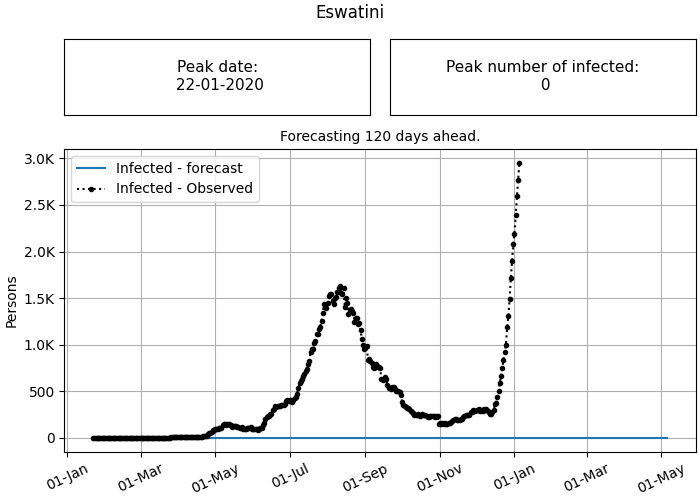 Eswatini
Peak date:
22-01-2020
Peak number of infected:
0
Forecasting 120 days ahead.
Infected - forecast
Infected - Observed
3.0K
2.5K
2.0K
1.5K
1.0K
500
0
Persons
01-Jan
01-Mar
01-May
01-Jul
01-Sep
01-Nov
01-Jan
01-Mar
01-May